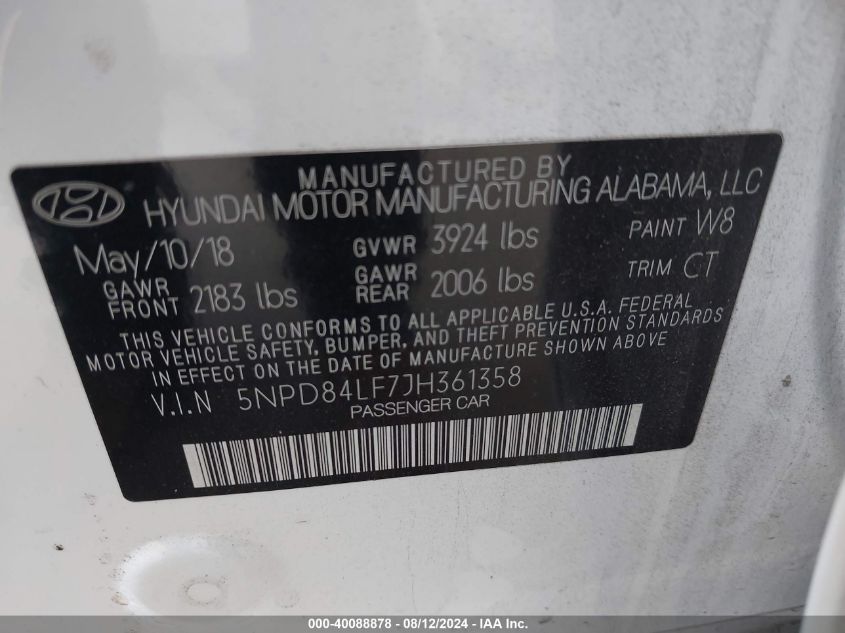 MANUFACTURED BY
HYUNDAI MOTOR MANUFACTURING ALABAMA, LLC
May/10/18 GVWR 3924 lbs PAINT W8
GAWR FRONT 2183 lbs GAWR REAR 2006 lbs TRIM CT
THIS VEHICLE CONFORMS TO ALL APPLICABLE U.S.A. FEDERAL
MOTOR VEHICLE SAFETY, BUMPER, AND THEFT PREVENTION STANDARDS
IN EFFECT ON THE DATE OF MANUFACTURE SHOWN ABOVE.
V.I.N 5NPD84LF7JH361358
PASSENGER CAR
000-40088878 - 08/12/2024 - IAA Inc.